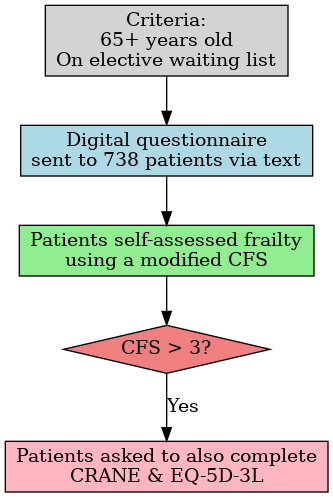 Criteria:
65+ years old
On elective waiting list
Digital questionnaire
sent to 738 patients via text
Patients self-assessed frailty
using a modified CFS
CFS > 3?
Yes
Patients asked to also complete
CRANE & EQ-5D-3L